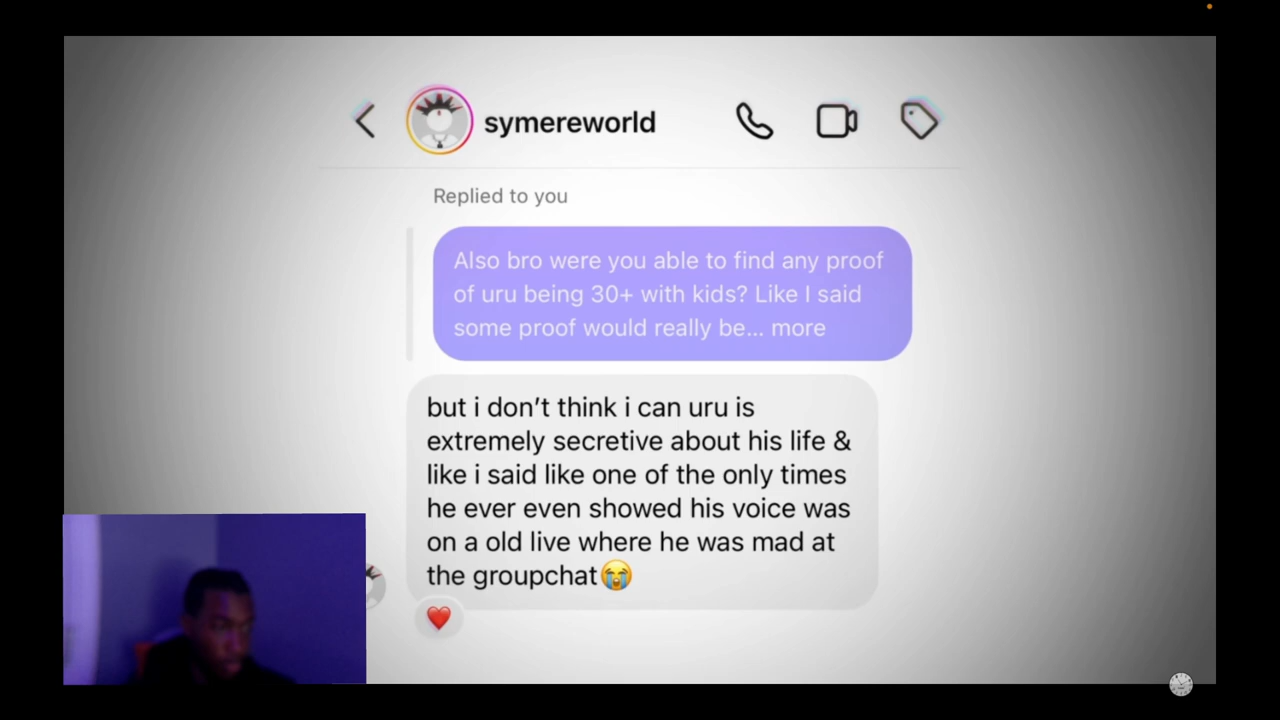 symereworld
Replied to you
Also bro were you able to find any proof
of uru being 30+ with kids? Like I said
some proof would really be... more
but i don’t think i can uru is
extremely secretive about his life &
like i said like one of the only times
he ever even showed his voice was
on a old live where he was mad at
the groupchat😭